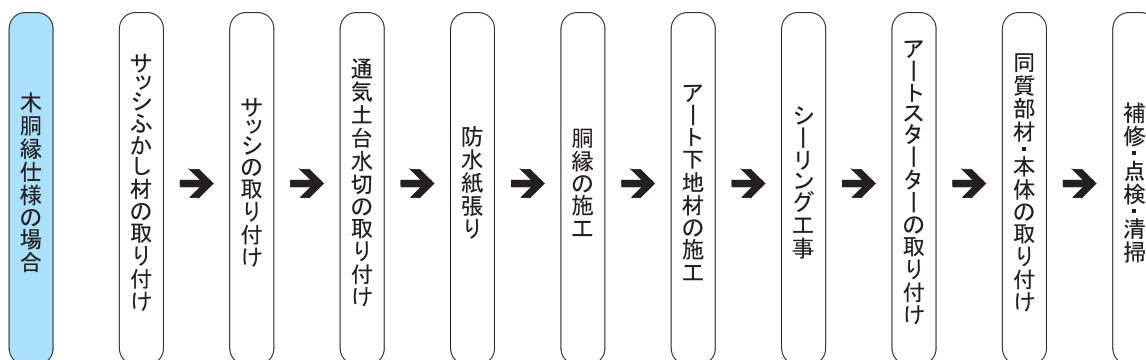 木胴縁仕様の場合
サッシふかし材の取り付け
サッシの取り付け
通気土台水切の取り付け
防水紙張り
胴縁の施工
アート下地材の施工
シーリング工事
アートスターターの取り付け
同質部材・本体の取り付け
補修・点検・清掃